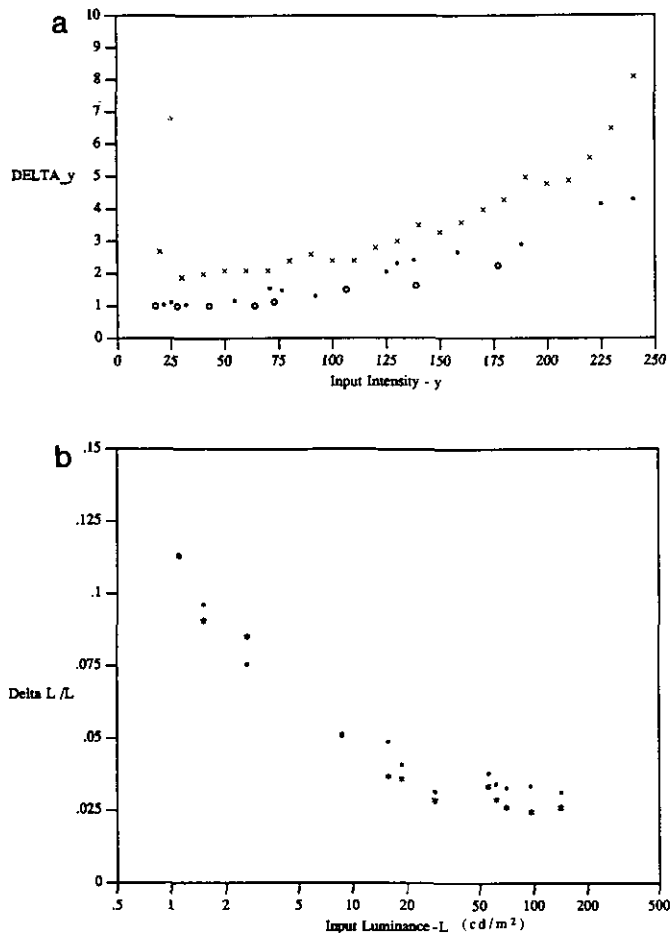 a
10
9
8
7
6
DELTA_y
5
4
3
2
1
0
0 25 50 75 100 125 150 175 200 225 250
Input Intensity - y
b
.15
.125
.1
.075
Delta L /L
.05
.025
0
.5 1 2 5 10 20 50 100 200 500
Input Luminance-L (cd/m²)